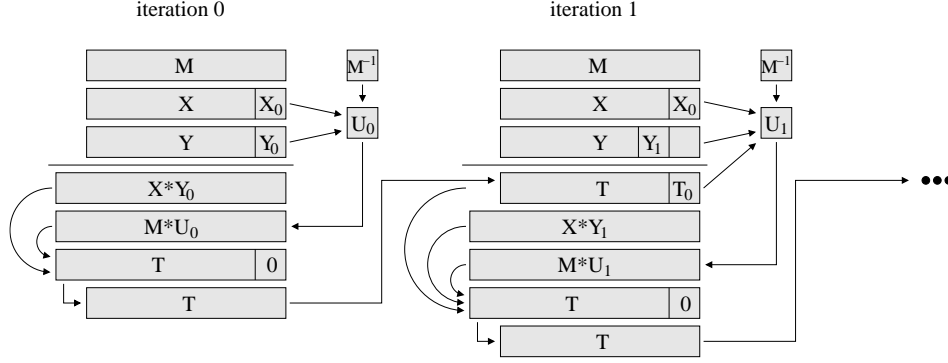 iteration 0
M
M⁻¹
X X₀
U₀
Y Y₀
X*Y₀
M*U₀
T 0
T
iteration 1
M
M⁻¹
X X₀
U₁
Y Y₁
T T₀
X*Y₁
M*U₁
T 0
T
•••